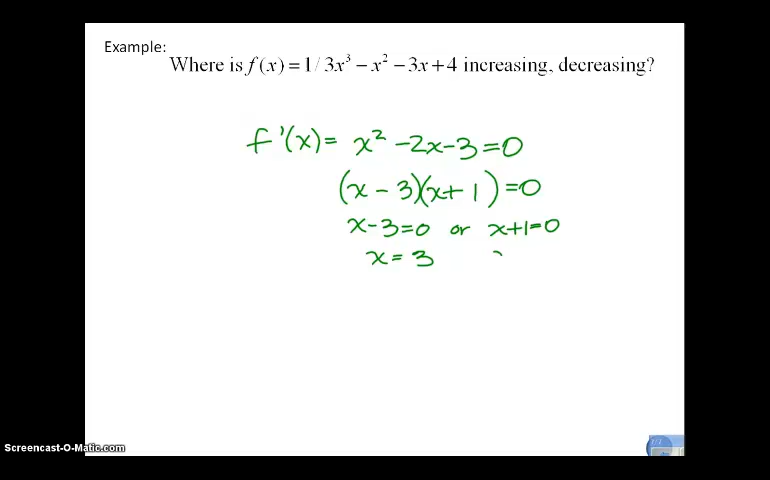 Example:
Where is f(x) = 1/3x³ − x² − 3x + 4 increasing, decreasing?
f'(x) = x² − 2x − 3 = 0
(x − 3)(x + 1) = 0
x − 3 = 0 or x + 1 = 0
x = 3
Screencast-O-Matic.com